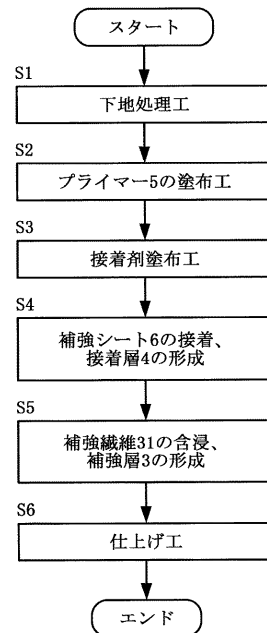 スタート
S1
下地処理工
S2
プライマー5の塗布工
S3
接着剤塗布工
S4
補強シート6の接着、
接着層4の形成
S5
補強繊維31の含浸、
補強層3の形成
S6
仕上げ工
エンド